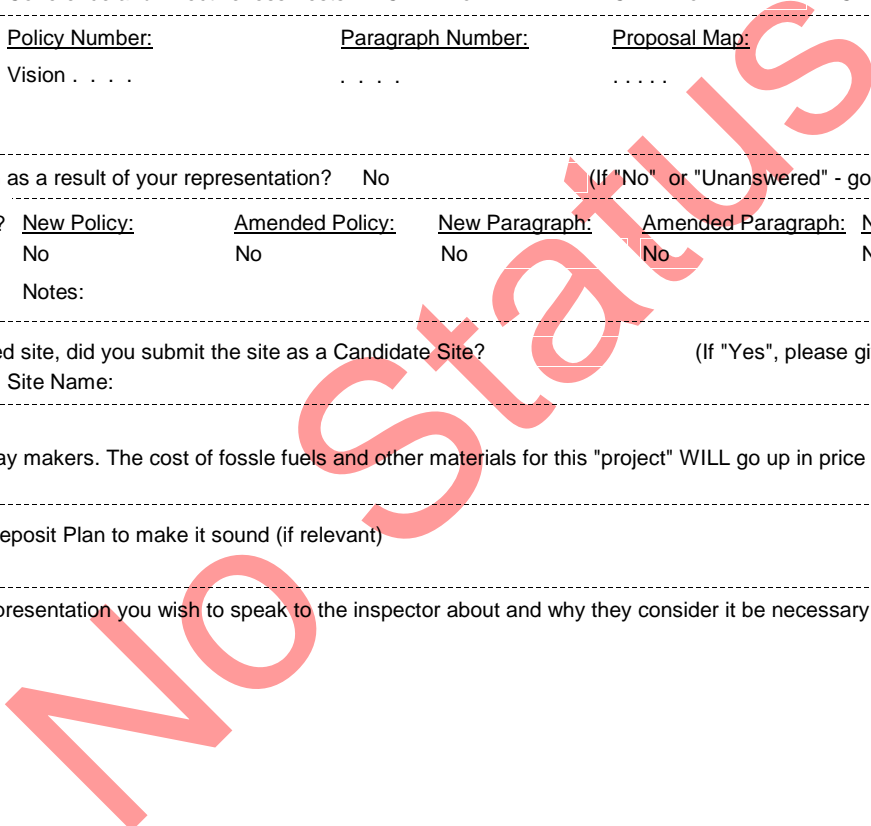 Policy Number: Paragraph Number: Proposal Map:
Vision . . . . . . . . . . . . .
as a result of your representation? No (If "No" or "Unanswered" - go
? New Policy: Amended Policy: New Paragraph: Amended Paragraph: N
No No No No N
Notes:
ed site, did you submit the site as a Candidate Site? (If "Yes", please gi
Site Name:
ay makers. The cost of fossle fuels and other materials for this "project" WILL go up in price
eposit Plan to make it sound (if relevant)
presentation you wish to speak to the inspector about and why they consider it be necessary
No Status